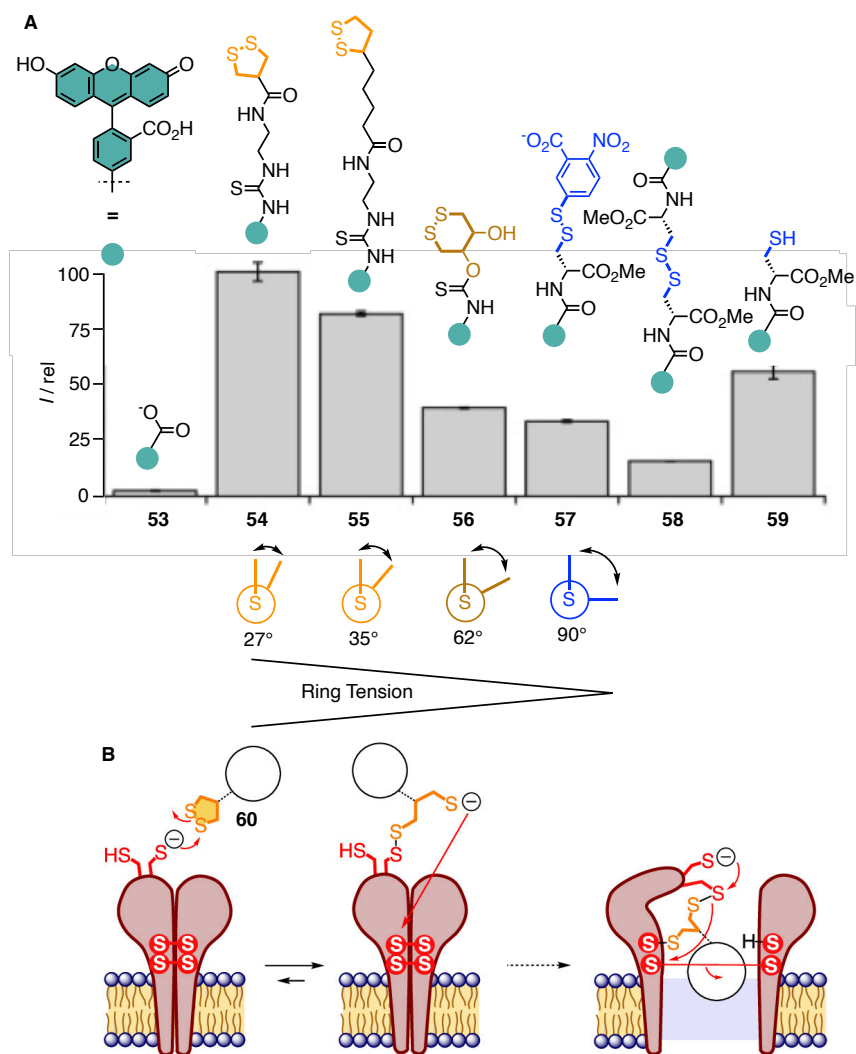 A
HO
O
O
CO₂H
=
S
S
O
HN
NH
S
NH
S
S
O
HN
NH
S
NH
S
S
OH
O
S
NH
⁻O₂C
NO₂
S
S
CO₂Me
HN
O
O
NH
MeO₂C
S
S
CO₂Me
HN
O
SH
CO₂Me
HN
O
⁻O
O
I / rel
100
75
50
25
0
53
54
55
56
57
58
59
S
S
S
S
27°
35°
62°
90°
Ring Tension
B
60
S
S
HS
S
−
S
S
S
S
S
−
S
HS
S
S
S
S
S
S
−
S
S
S
S
H
S
S
S